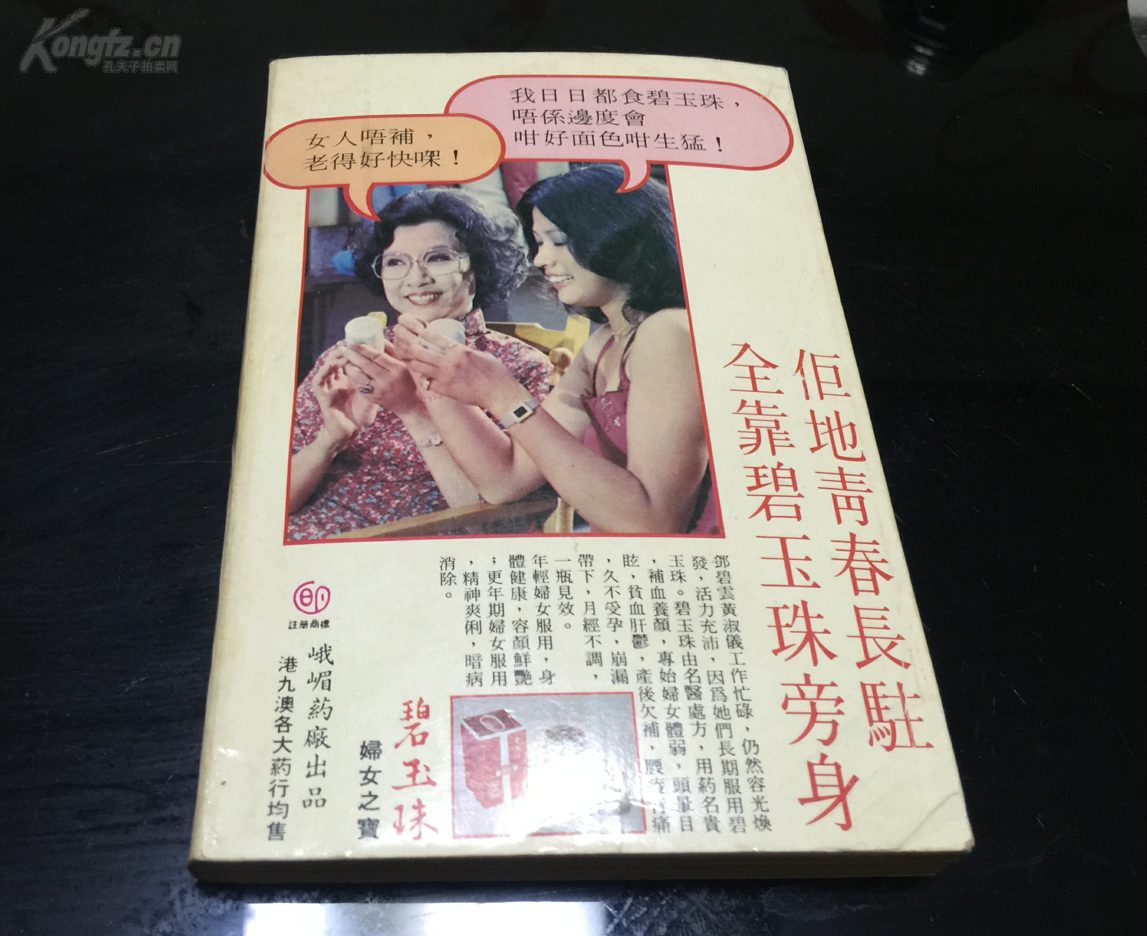 Kongfz.cn
孔夫子拍卖网
我日日都食碧玉珠，
唔係邊度會
咁好面色咁生猛！
女人唔補，
老得好快㗎！
佢地青春長駐
全靠碧玉珠旁身
鄧碧雲黃淑儀工作忙碌，仍然容光煥
發，活力充沛，因為她們長期服用碧
玉珠。碧玉珠由名醫處方，用葯名貴
，補血養顏，專始婦女體弱，頭暈目
眩，貧血肝鬱，產後欠補，腰痛
，久不受孕，崩漏
帶下，月經不調，
一瓶見效。
年輕婦女服用，身
體健康，容顏鮮艷
；更年期婦女服用
，精神爽俐，暗病
消除。
碧玉珠
婦女之寶
註册商標
峨嵋葯廠出品
港九澳各大葯行均售